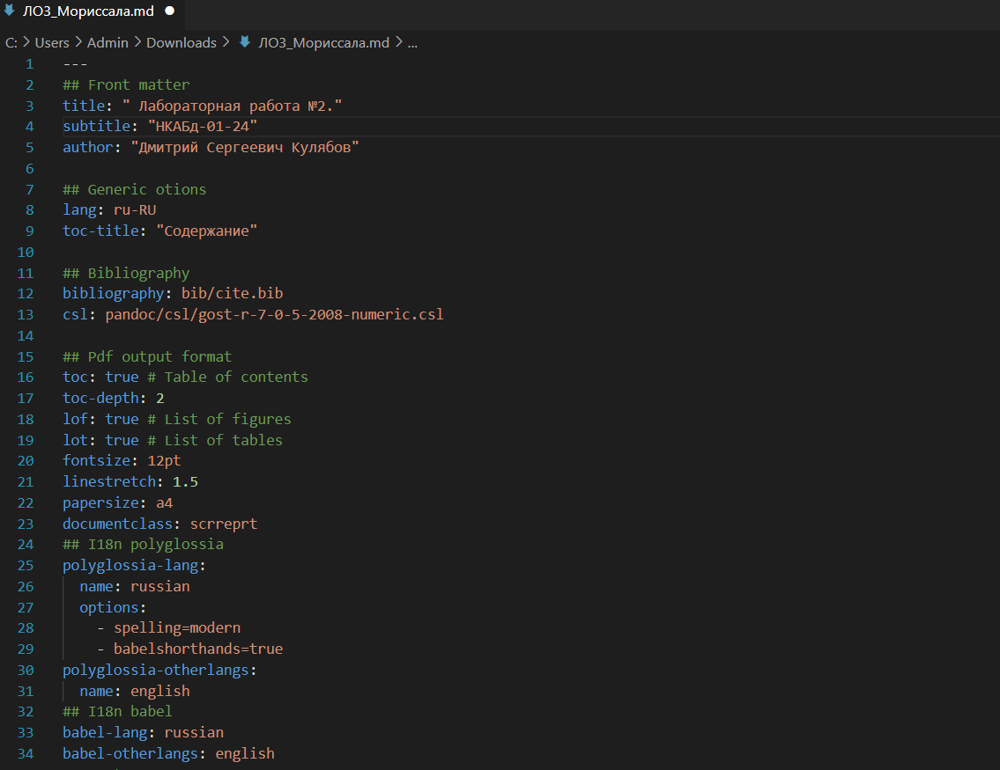 ЛО3_Мориссала.md ●
C: > Users > Admin > Downloads > ЛО3_Мориссала.md > ...
1 ---
2 ## Front matter
3 title: " Лабораторная работа №2."
4 subtitle: "НКАБд-01-24"
5 author: "Дмитрий Сергеевич Кулябов"
6
7 ## Generic otions
8 lang: ru-RU
9 toc-title: "Содержание"
10
11 ## Bibliography
12 bibliography: bib/cite.bib
13 csl: pandoc/csl/gost-r-7-0-5-2008-numeric.csl
14
15 ## Pdf output format
16 toc: true # Table of contents
17 toc-depth: 2
18 lof: true # List of figures
19 lot: true # List of tables
20 fontsize: 12pt
21 linestretch: 1.5
22 papersize: a4
23 documentclass: scrreprt
24 ## I18n polyglossia
25 polyglossia-lang:
26   name: russian
27   options:
28     - spelling=modern
29     - babelshorthands=true
30 polyglossia-otherlangs:
31   name: english
32 ## I18n babel
33 babel-lang: russian
34 babel-otherlangs: english